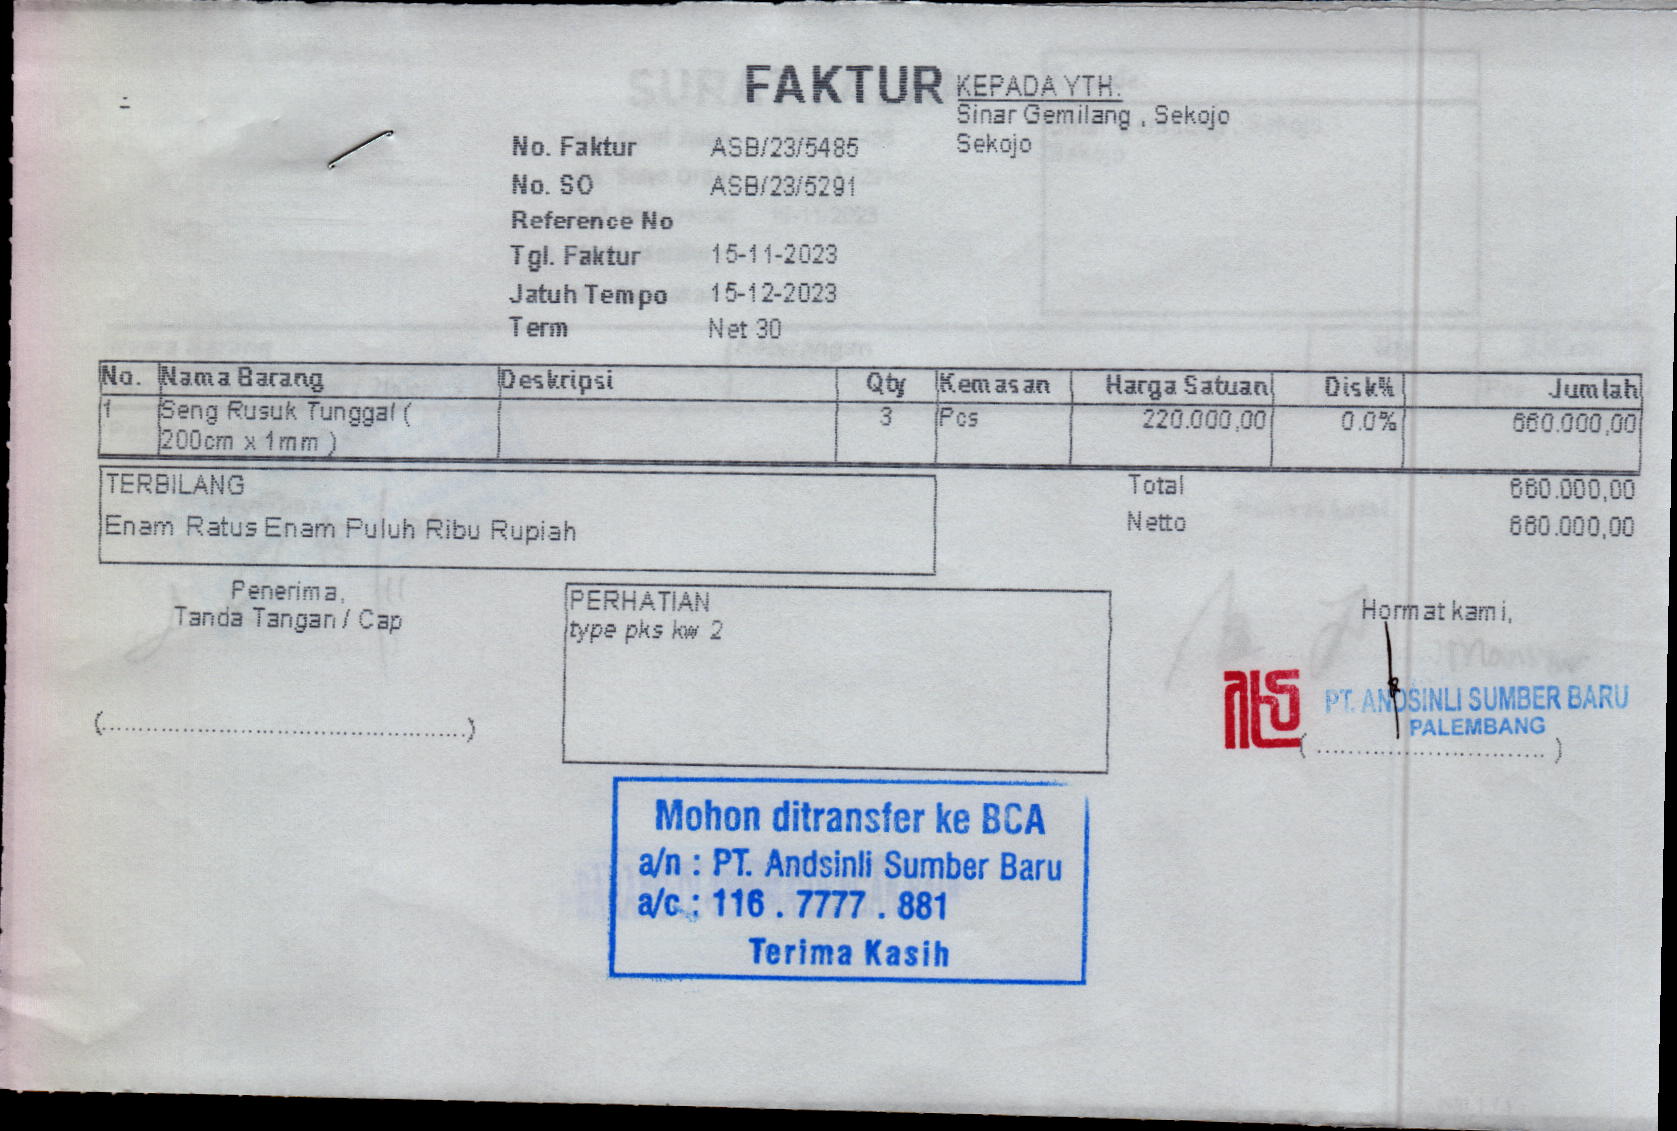 FAKTUR
KEPADA YTH.
Sinar Gemilang , Sekojo
Sekojo
No. Faktur ASB/23/5485
No. SO ASB/23/5291
Reference No
Tgl. Faktur 15-11-2023
Jatuh Tempo 15-12-2023
Term Net 30
No. Nama Barang Deskripsi Qty Kemasan Harga Satuan Disk% Jumlah
1 Seng Rusuk Tunggal ( 3 Pcs 220.000,00 0.0% 660.000,00
200cm x 1mm )
TERBILANG
Enam Ratus Enam Puluh Ribu Rupiah
Total 660.000,00
Netto 660.000,00
Penerima,
Tanda Tangan / Cap
(..............................................)
PERHATIAN
type pks kw 2
Hormat kami,
PT. ANDSINLI SUMBER BARU
PALEMBANG
( .............................. )
Mohon ditransfer ke BCA
a/n : PT. Andsinli Sumber Baru
a/c : 116 . 7777 . 881
Terima Kasih